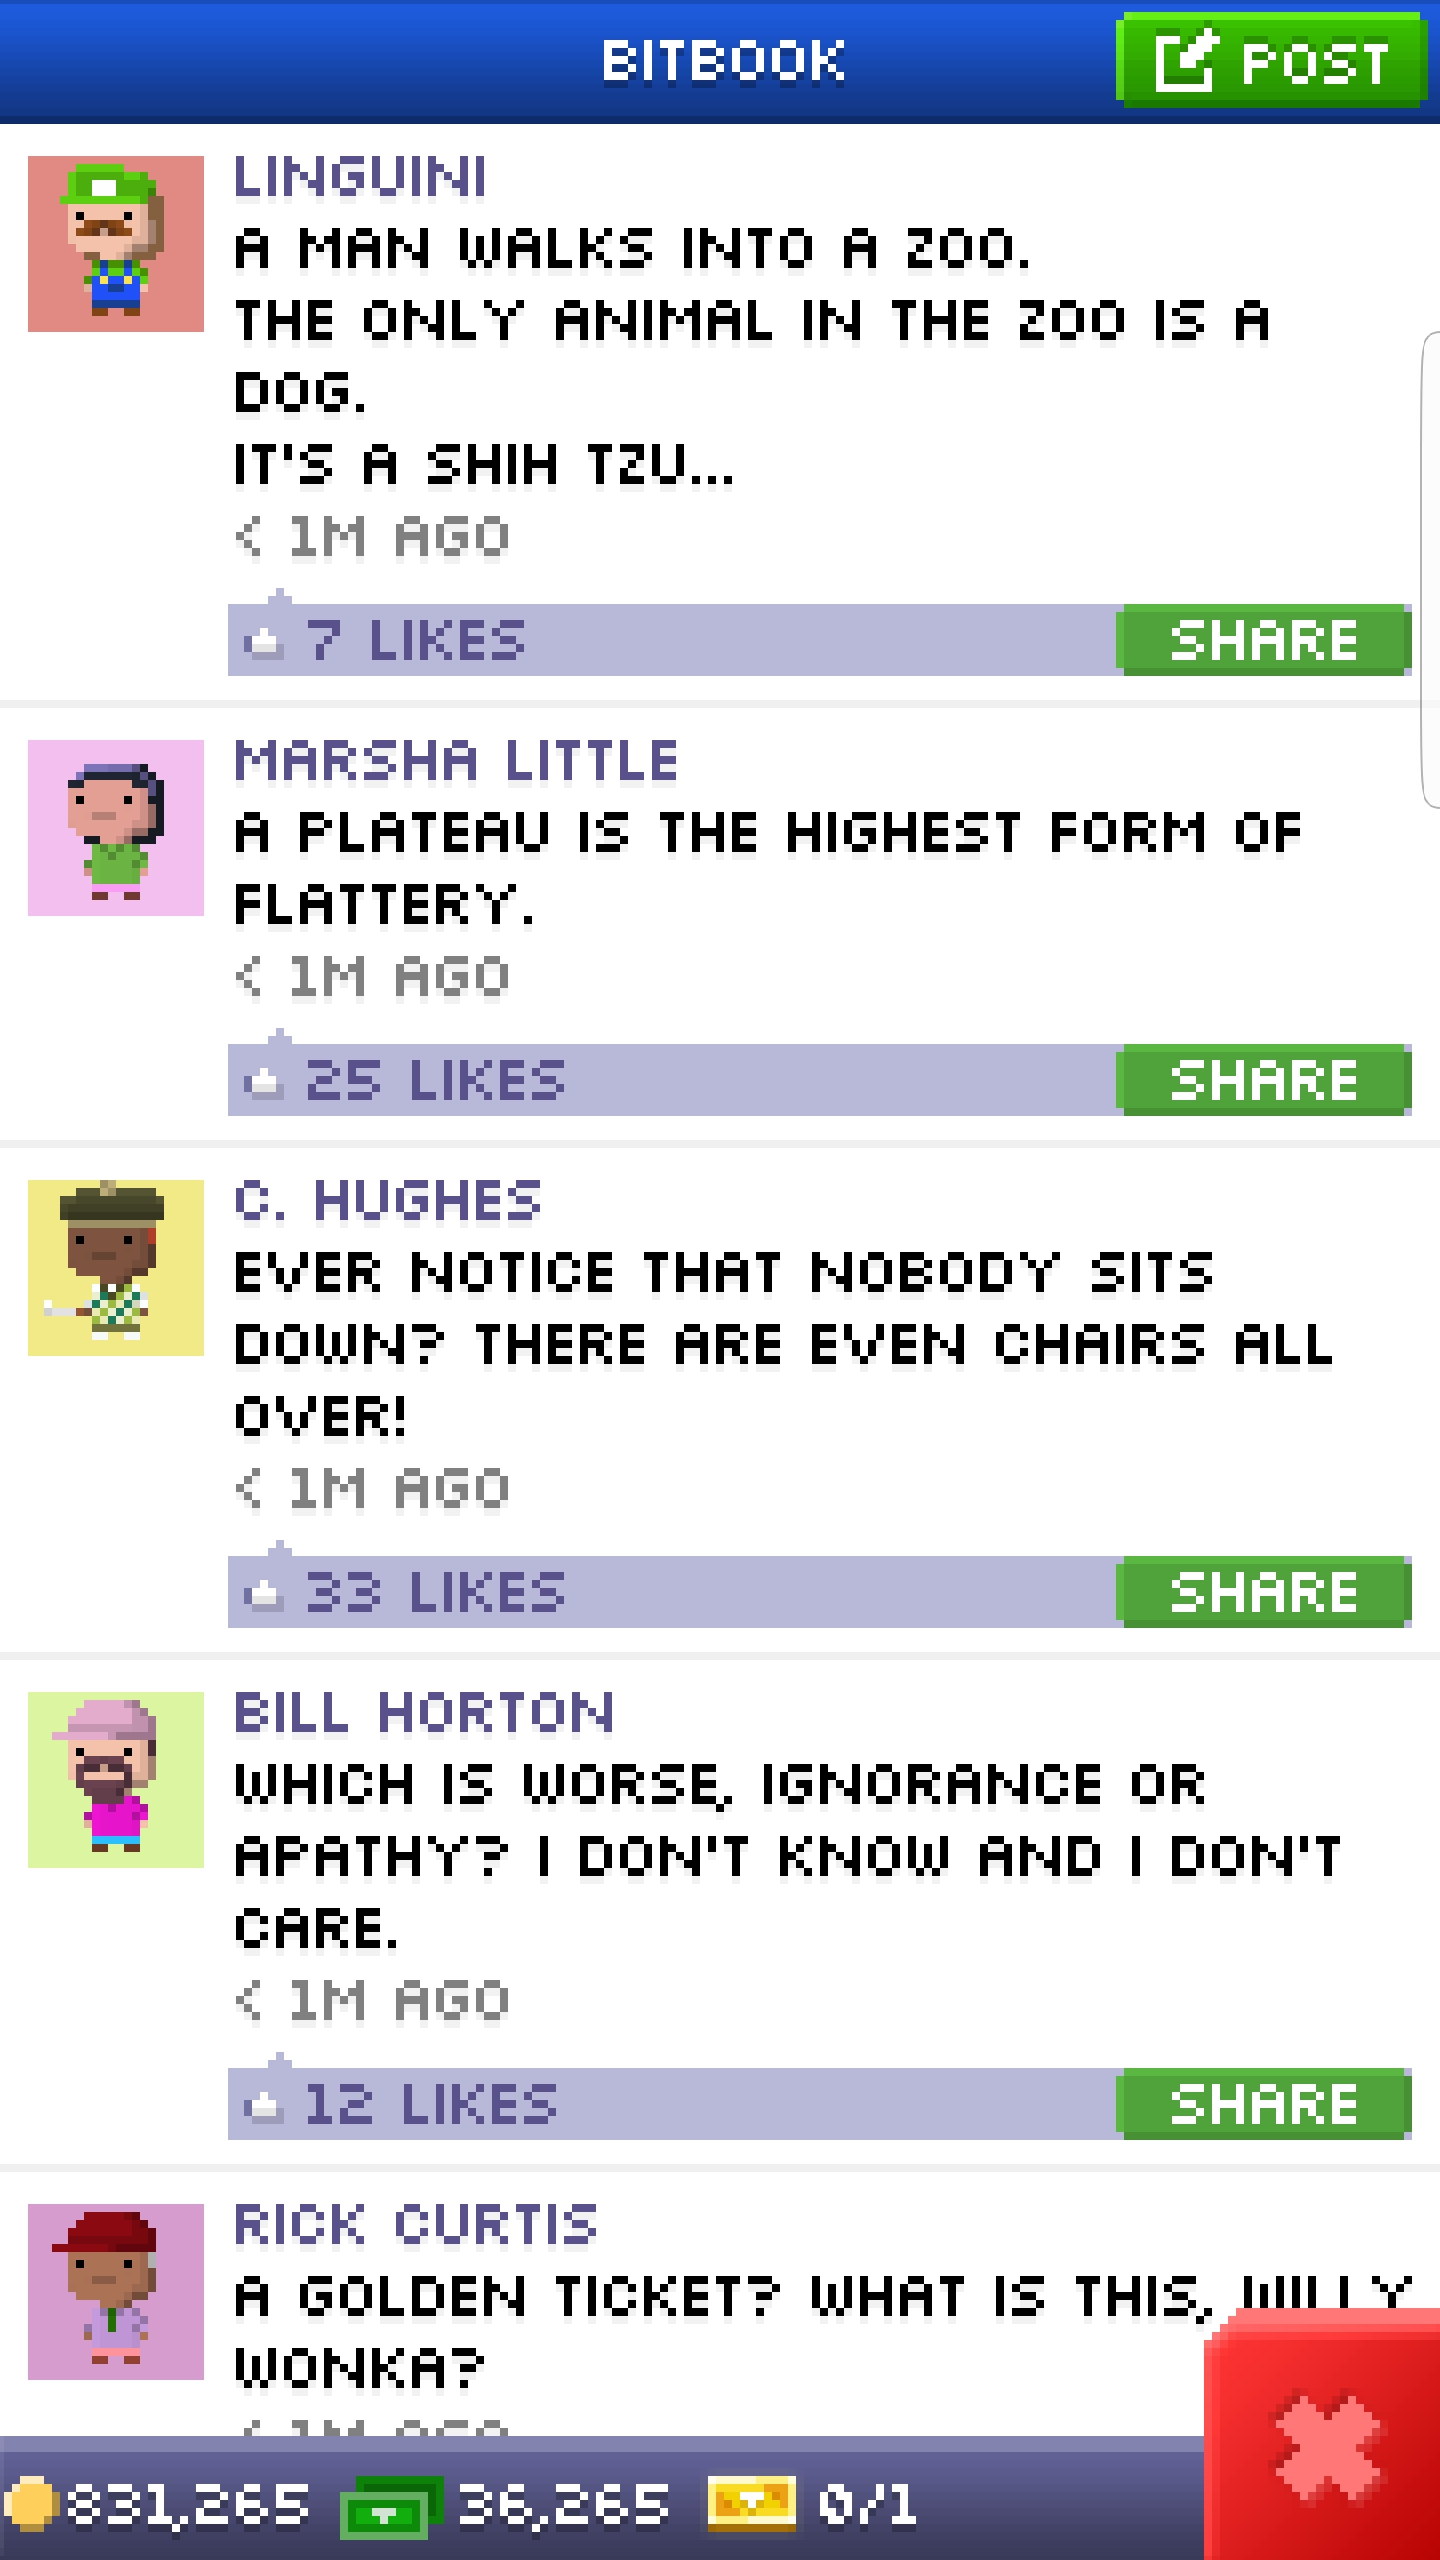 BITBOOK
POST
LINGUINI
A MAN WALKS INTO A ZOO.
THE ONLY ANIMAL IN THE ZOO IS A
DOG.
IT'S A SHIH TZU...
< 1M AGO
7 LIKES
SHARE
MARSHA LITTLE
A PLATEAU IS THE HIGHEST FORM OF
FLATTERY.
< 1M AGO
25 LIKES
SHARE
C. HUGHES
EVER NOTICE THAT NOBODY SITS
DOWN? THERE ARE EVEN CHAIRS ALL
OVER!
< 1M AGO
33 LIKES
SHARE
BILL HORTON
WHICH IS WORSE, IGNORANCE OR
APATHY? I DON'T KNOW AND I DON'T
CARE.
< 1M AGO
12 LIKES
SHARE
RICK CURTIS
A GOLDEN TICKET? WHAT IS THIS, WILLY
WONKA?
< 1M AGO
831,265
36,265
0/1